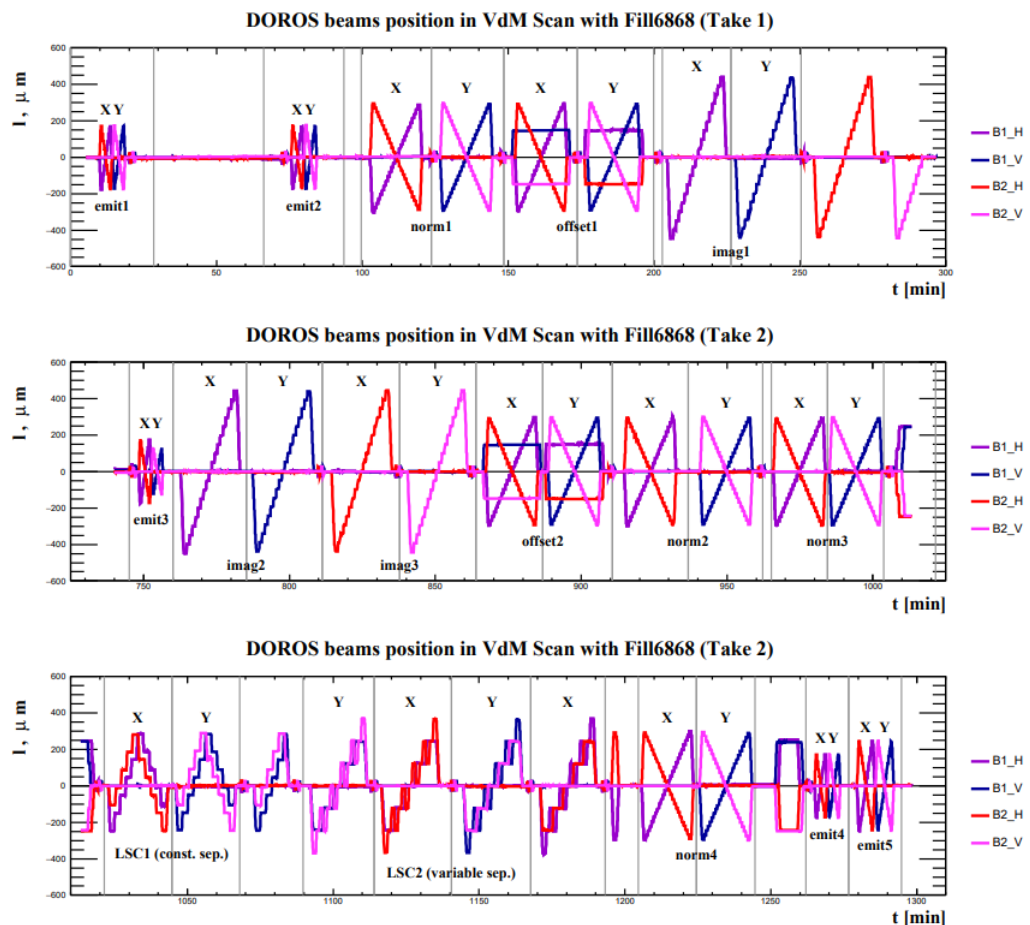 DOROS beams position in VdM Scan with Fill6868 (Take 1)
l , μ m
600
400
200
0
−200
−400
−600
X Y
X Y
X
Y
X
Y
X
Y
emit1
emit2
norm1
offset1
imag1
0
50
100
150
200
250
300
t [min]
B1_H
B1_V
B2_H
B2_V
DOROS beams position in VdM Scan with Fill6868 (Take 2)
l , μ m
600
400
200
0
−200
−400
−600
X Y
X
Y
X
Y
X
Y
X
Y
X
Y
emit3
imag2
imag3
offset2
norm2
norm3
750
800
850
900
950
1000
t [min]
B1_H
B1_V
B2_H
B2_V
DOROS beams position in VdM Scan with Fill6868 (Take 2)
l , μ m
600
400
200
0
−200
−400
−600
X
Y
Y
X
Y
X
X
Y
X Y
X Y
LSC1 (const. sep.)
LSC2 (variable sep.)
norm4
emit4
emit5
1050
1100
1150
1200
1250
1300
t [min]
B1_H
B1_V
B2_H
B2_V